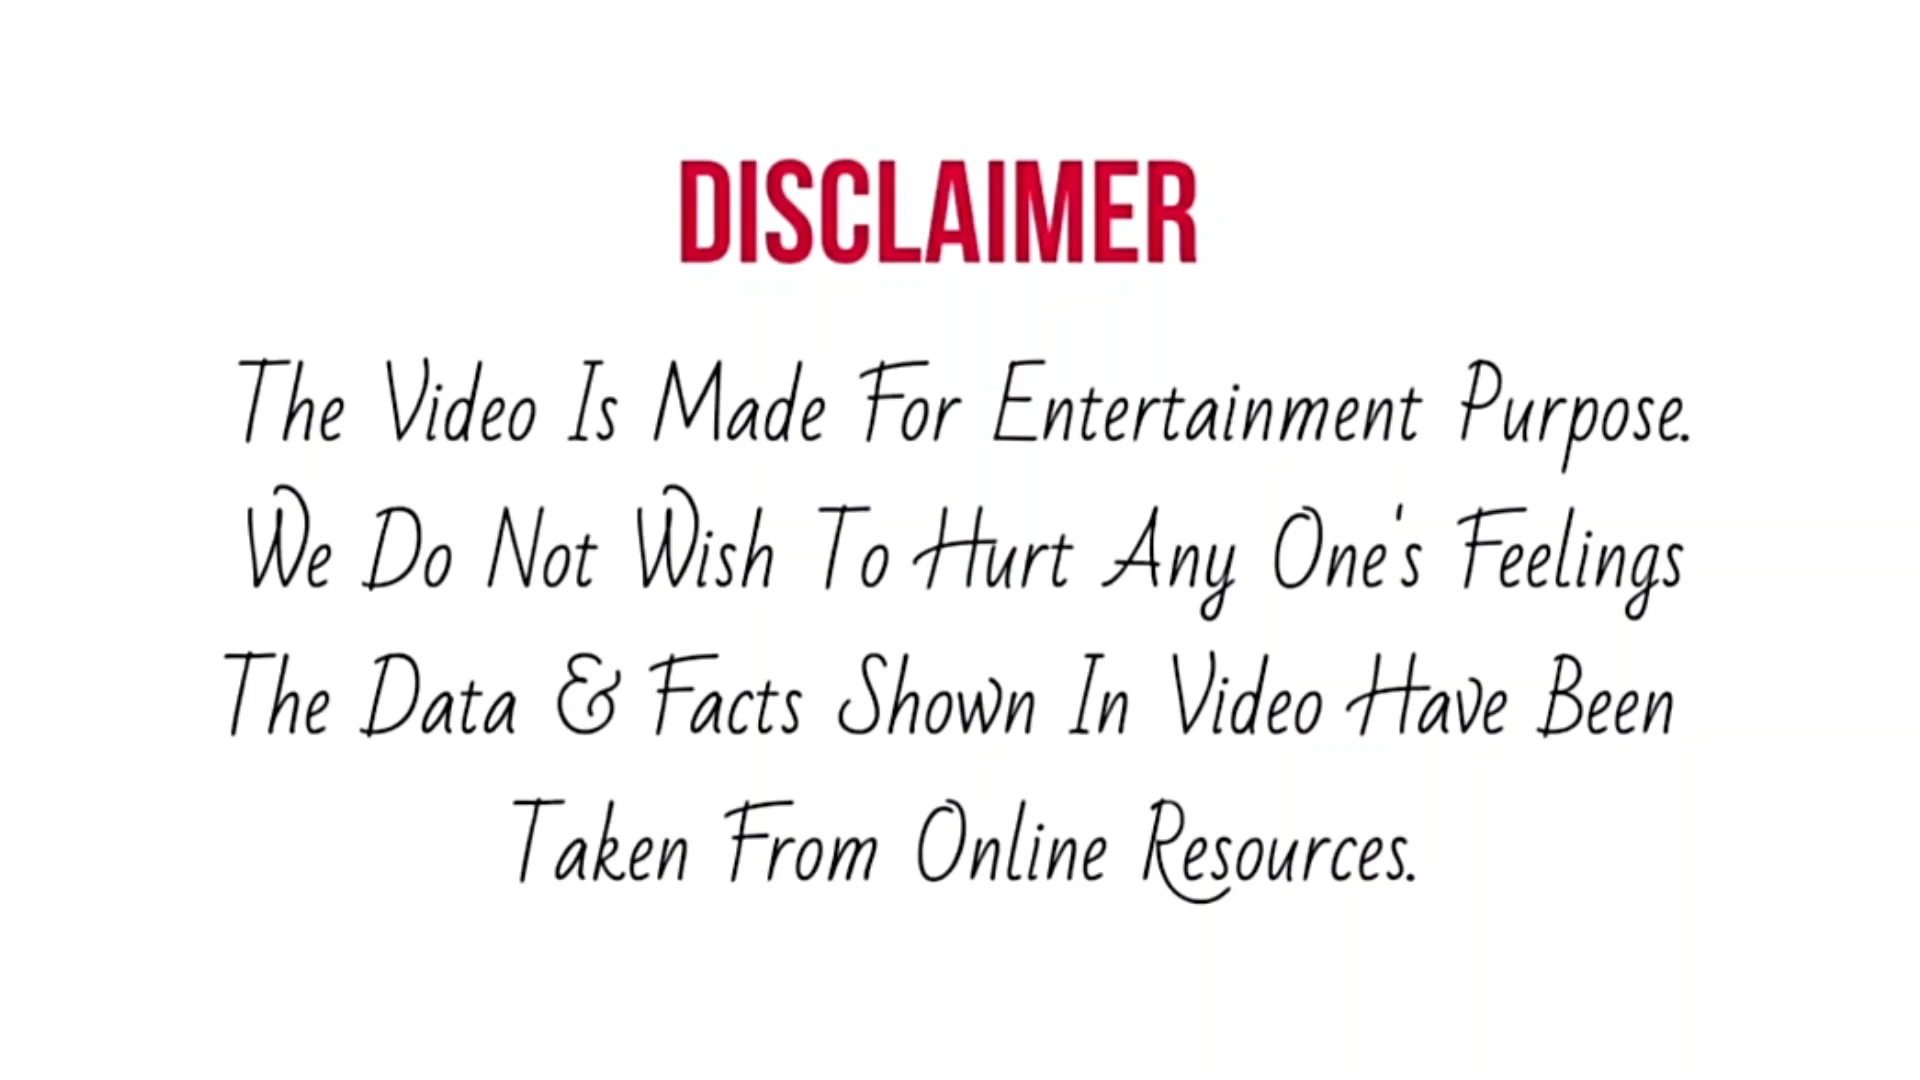 DISCLAIMER
The Video Is Made For Entertainment Purpose.
We Do Not Wish To Hurt Any One's Feelings
The Data & Facts Shown In Video Have Been
Taken From Online Resources.